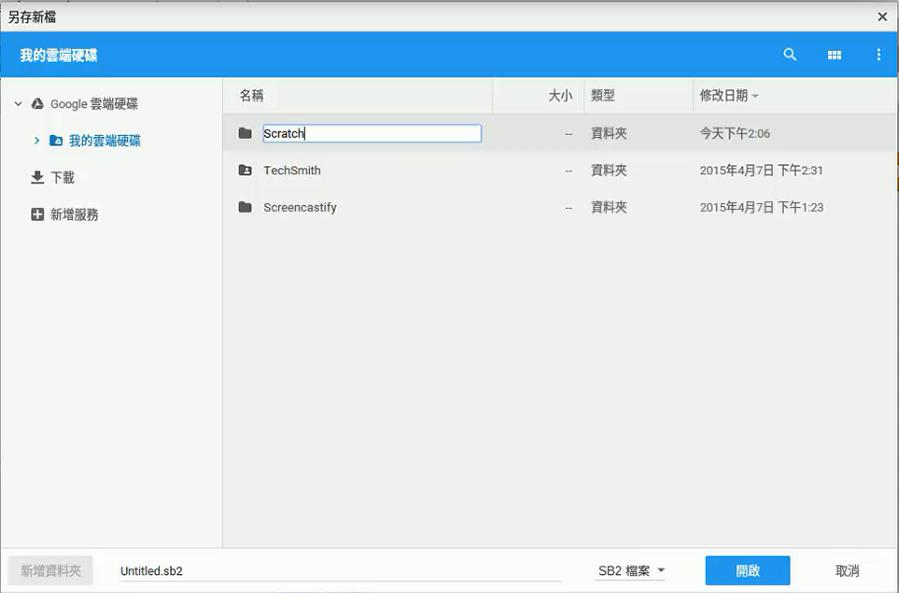 另存新檔
我的雲端硬碟
Google 雲端硬碟
我的雲端硬碟
下載
新增服務
名稱 大小 類型 修改日期
Scratch -- 資料夾 今天下午2:06
TechSmith -- 資料夾 2015年4月7日 下午2:31
Screencastify -- 資料夾 2015年4月7日 下午1:23
新增資料夾 Untitled.sb2 SB2 檔案 開啟 取消